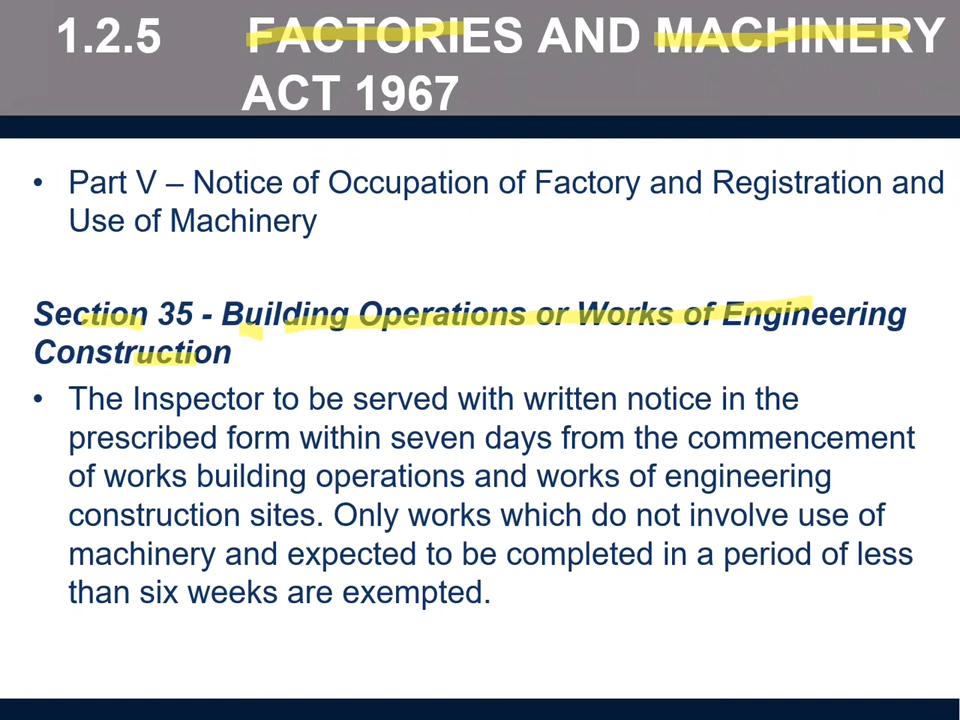 1.2.5 FACTORIES AND MACHINERY
ACT 1967
• Part V – Notice of Occupation of Factory and Registration and
Use of Machinery
Section 35 - Building Operations or Works of Engineering
Construction
• The Inspector to be served with written notice in the
prescribed form within seven days from the commencement
of works building operations and works of engineering
construction sites. Only works which do not involve use of
machinery and expected to be completed in a period of less
than six weeks are exempted.